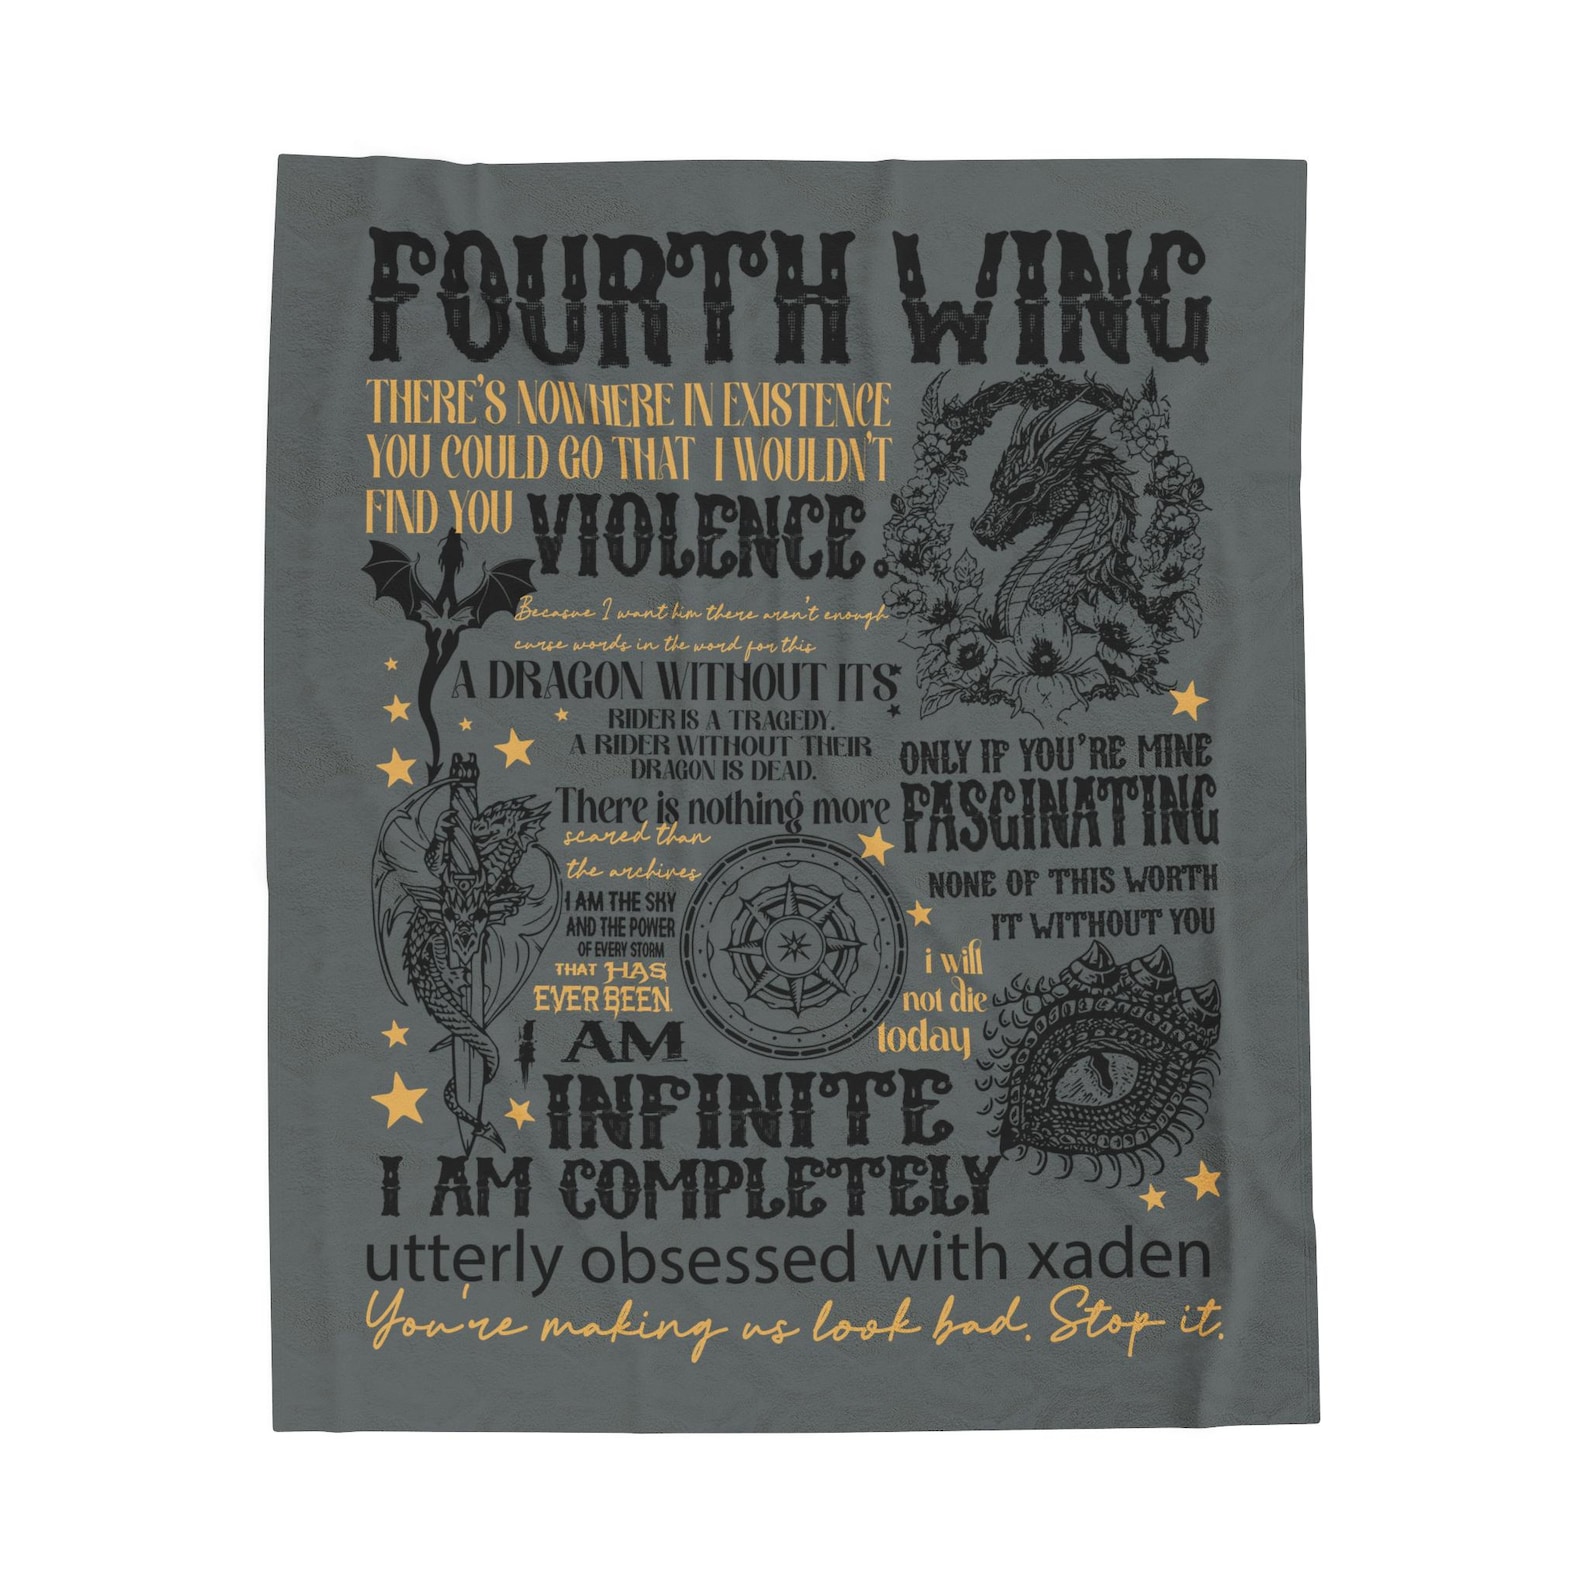 FOURTH WING
THERE'S NOWHERE IN EXISTENCE
YOU COULD GO THAT I WOULDN'T
FIND YOU VIOLENCE.
Becasue I want him there aren't enough
curse words in the word for this
A DRAGON WITHOUT ITS
RIDER IS A TRAGEDY.
A RIDER WITHOUT THEIR
DRAGON IS DEAD.
There is nothing more
scared than
the archives
I AM THE SKY
AND THE POWER
OF EVERY STORM
THAT HAS
EVER BEEN.
I AM
INFINITE
ONLY IF YOU'RE MINE
FASCINATING
NONE OF THIS WORTH
IT WITHOUT YOU
i will
not die
today
I AM COMPLETELY
utterly obsessed with xaden
You're making us look bad. Stop it.